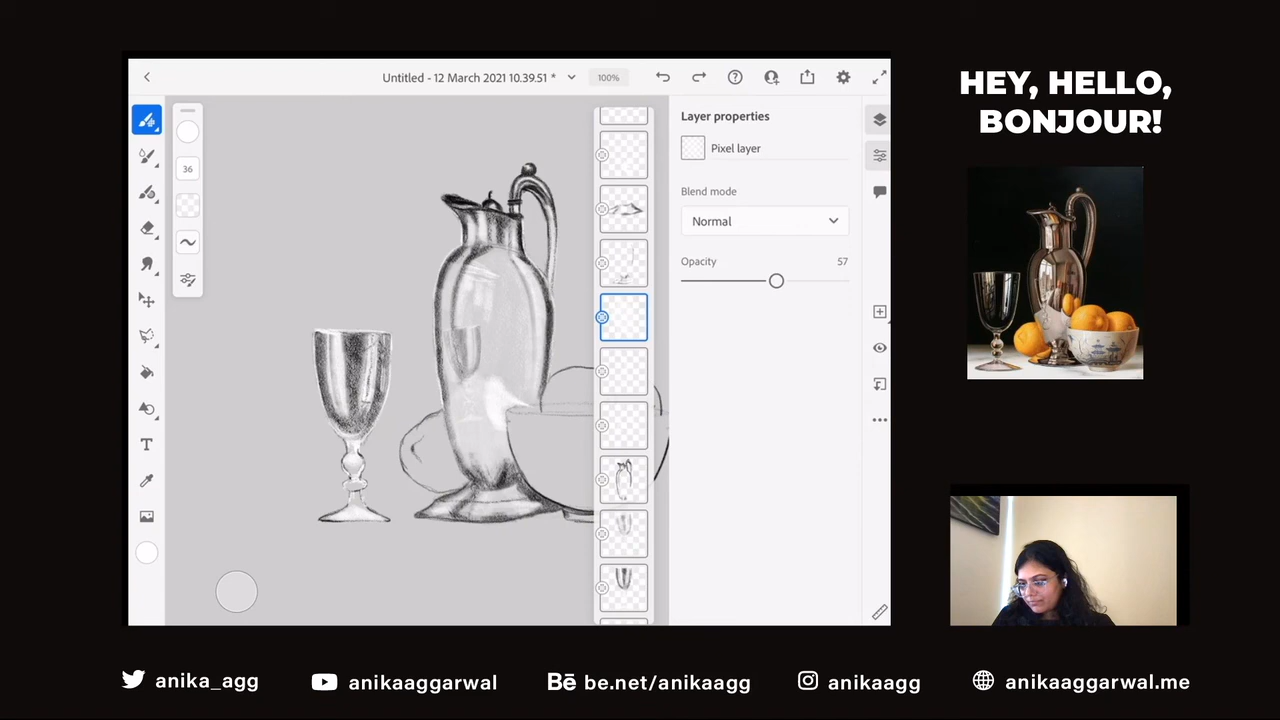 Untitled - 12 March 2021 10.39.51 *
100%
HEY, HELLO,
BONJOUR!
Layer properties
Pixel layer
36
Blend mode
Normal
Opacity 57
T
anika_agg
anikaaggarwal
Bē be.net/anikaagg
anikaagg
anikaaggarwal.me